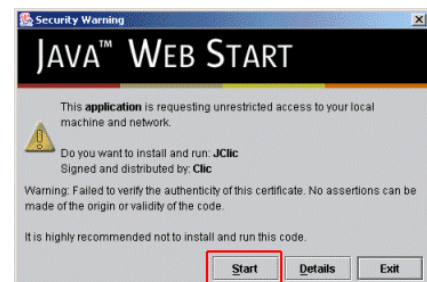 Security Warning
JAVA™ WEB START
This application is requesting unrestricted access to your local
machine and network.
Do you want to install and run: JClic
Signed and distributed by: Clic
Warning: Failed to verify the authenticity of this certificate. No assertions can be
made of the origin or validity of the code.
It is highly recommended not to install and run this code.
Start Details Exit